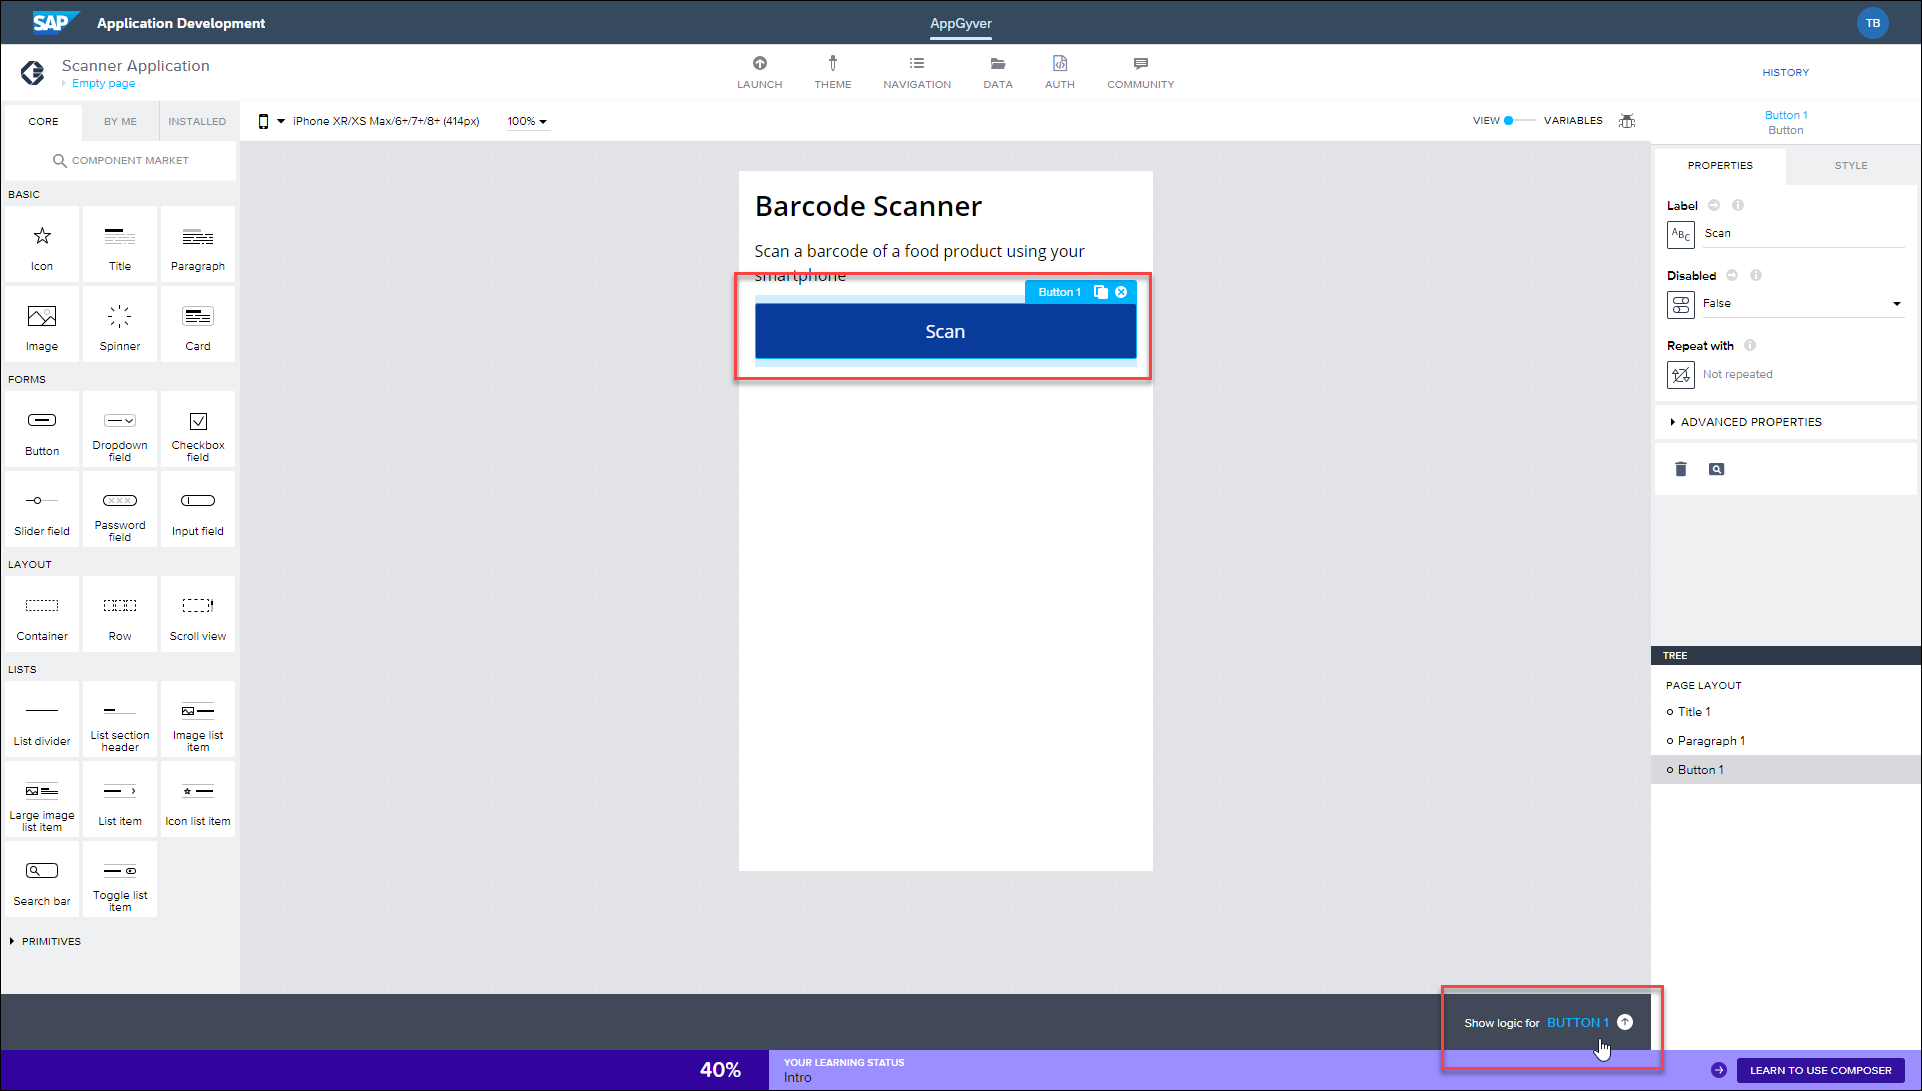 SAP Application Development
AppGyver
TB
Scanner Application
Empty page
LAUNCH
THEME
NAVIGATION
DATA
AUTH
COMMUNITY
HISTORY
CORE
BY ME
INSTALLED
iPhone XR/XS Max/6+/7+/8+ (414px)
100%
VIEW
VARIABLES
Button 1
Button
COMPONENT MARKET
PROPERTIES
STYLE
BASIC
Icon
Title
Paragraph
Image
Spinner
Card
FORMS
Button
Dropdown
field
Checkbox
field
Slider field
Password
field
Input field
LAYOUT
Container
Row
Scroll view
LISTS
List divider
List section
header
Image list
item
Large image
list item
List item
Icon list item
Search bar
Toggle list
item
PRIMITIVES
Barcode Scanner
Scan a barcode of a food product using your
smartphone
Button 1
Scan
Label
ABC
Scan
Disabled
False
Repeat with
Not repeated
ADVANCED PROPERTIES
TREE
PAGE LAYOUT
Title 1
Paragraph 1
Button 1
Show logic for BUTTON 1
40%
YOUR LEARNING STATUS
Intro
LEARN TO USE COMPOSER